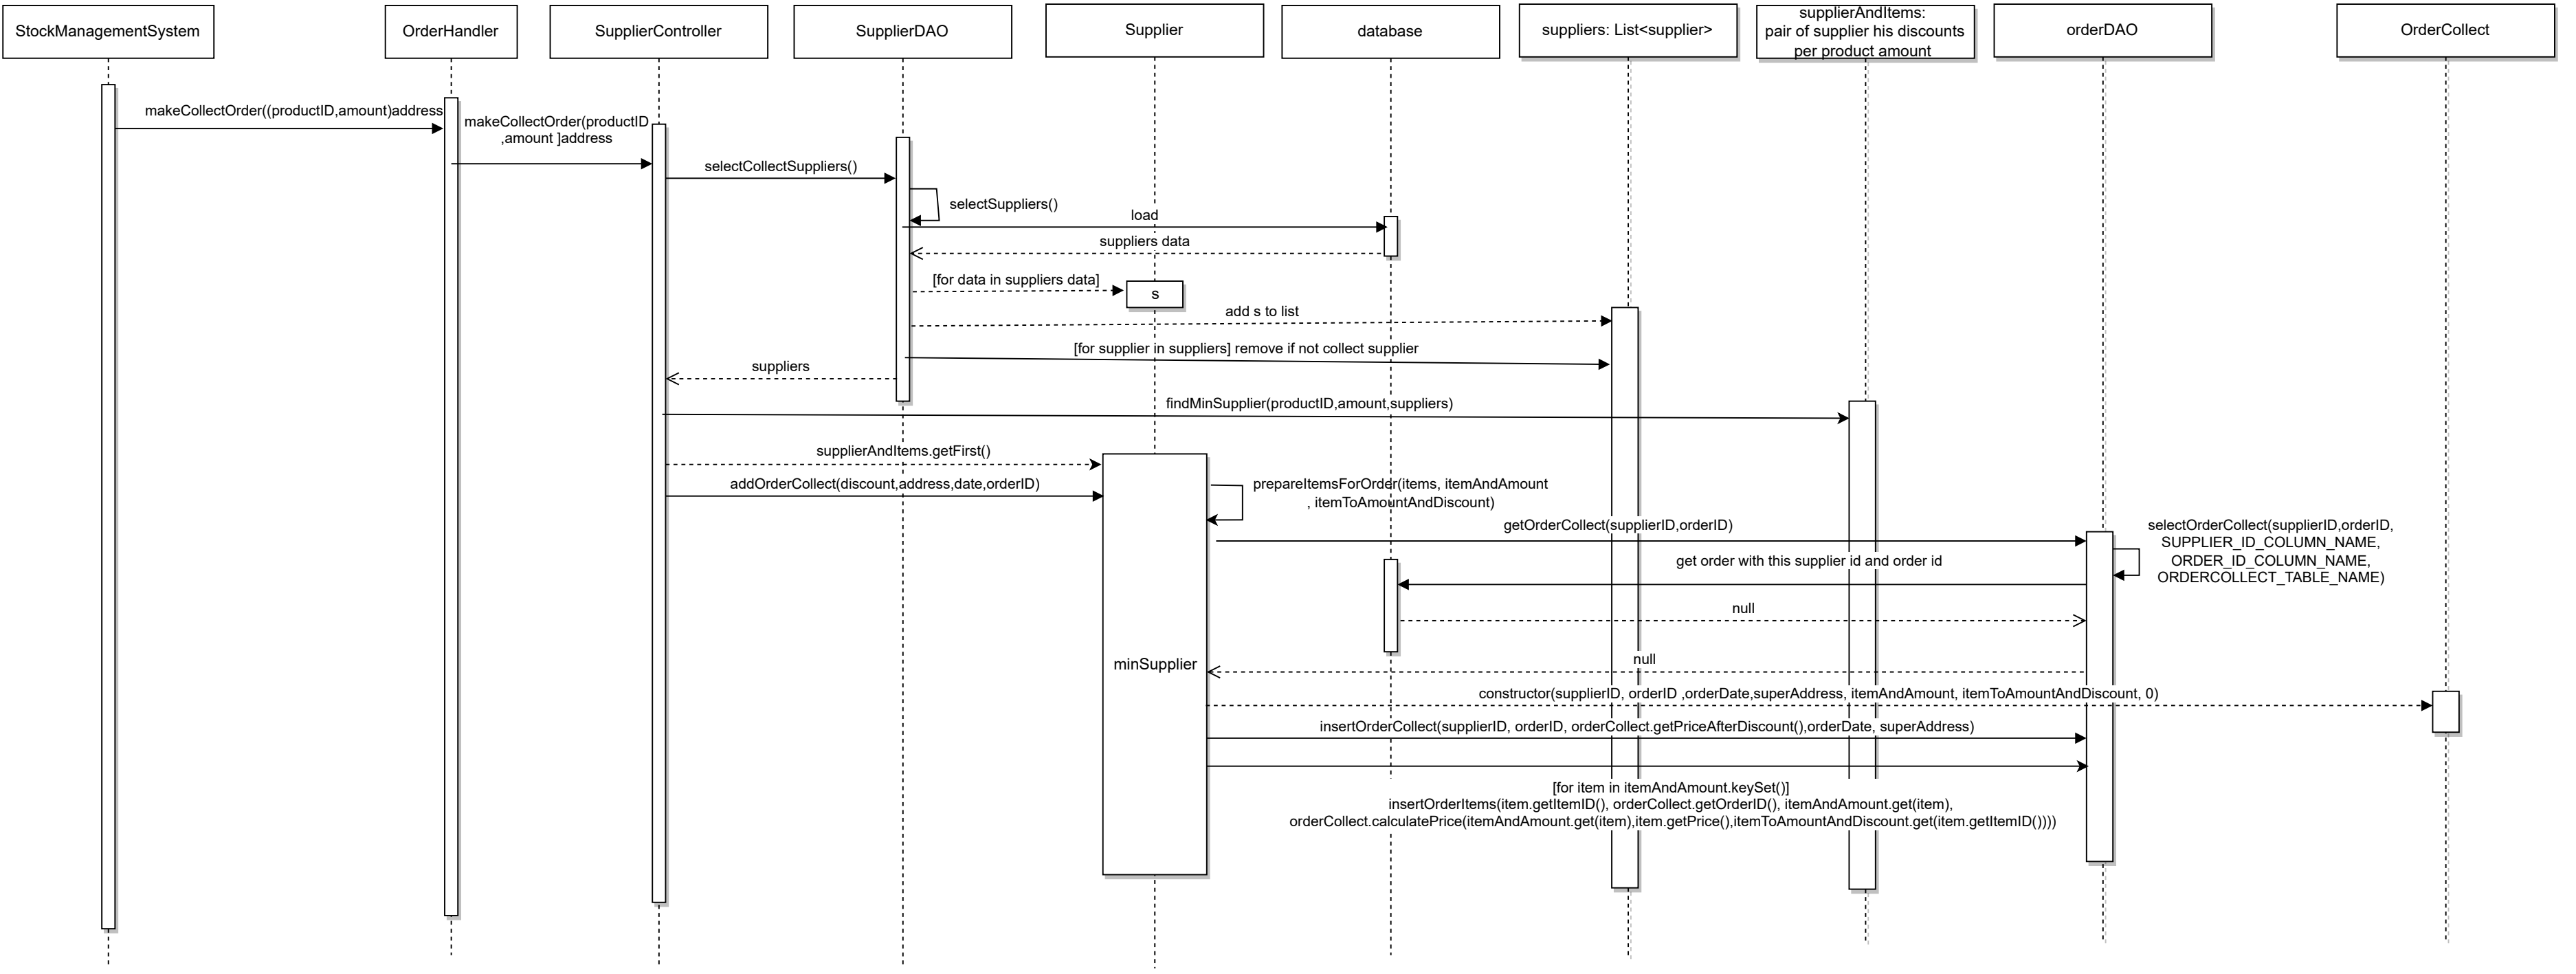 StockManagementSystem
OrderHandler
SupplierController
SupplierDAO
Supplier
database
suppliers: List<supplier>
supplierAndItems:
pair of supplier his discounts
per product amount
orderDAO
OrderCollect
makeCollectOrder((productID,amount)address
makeCollectOrder(productID
,amount ]address
selectCollectSuppliers()
selectSuppliers()
load
suppliers data
[for data in suppliers data]
s
add s to list
[for supplier in suppliers] remove if not collect supplier
suppliers
findMinSupplier(productID,amount,suppliers)
supplierAndItems.getFirst()
addOrderCollect(discount,address,date,orderID)
prepareItemsForOrder(items, itemAndAmount
, itemToAmountAndDiscount)
getOrderCollect(supplierID,orderID)
selectOrderCollect(supplierID,orderID,
SUPPLIER_ID_COLUMN_NAME,
ORDER_ID_COLUMN_NAME,
ORDERCOLLECT_TABLE_NAME)
get order with this supplier id and order id
null
null
minSupplier
constructor(supplierID, orderID ,orderDate,superAddress, itemAndAmount, itemToAmountAndDiscount, 0)
insertOrderCollect(supplierID, orderID, orderCollect.getPriceAfterDiscount(),orderDate, superAddress)
[for item in itemAndAmount.keySet()]
insertOrderItems(item.getItemID(), orderCollect.getOrderID(), itemAndAmount.get(item),
orderCollect.calculatePrice(itemAndAmount.get(item),item.getPrice(),itemToAmountAndDiscount.get(item.getItemID())))